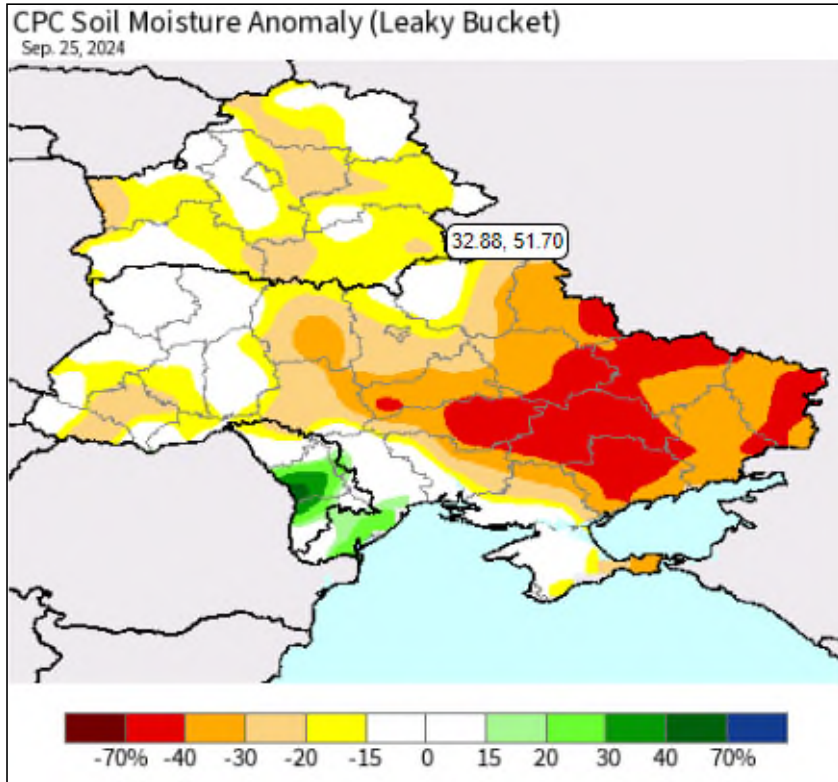 CPC Soil Moisture Anomaly (Leaky Bucket)
Sep. 25, 2024
32.88, 51.70
-70% -40 -30 -20 -15 0 15 20 30 40 70%